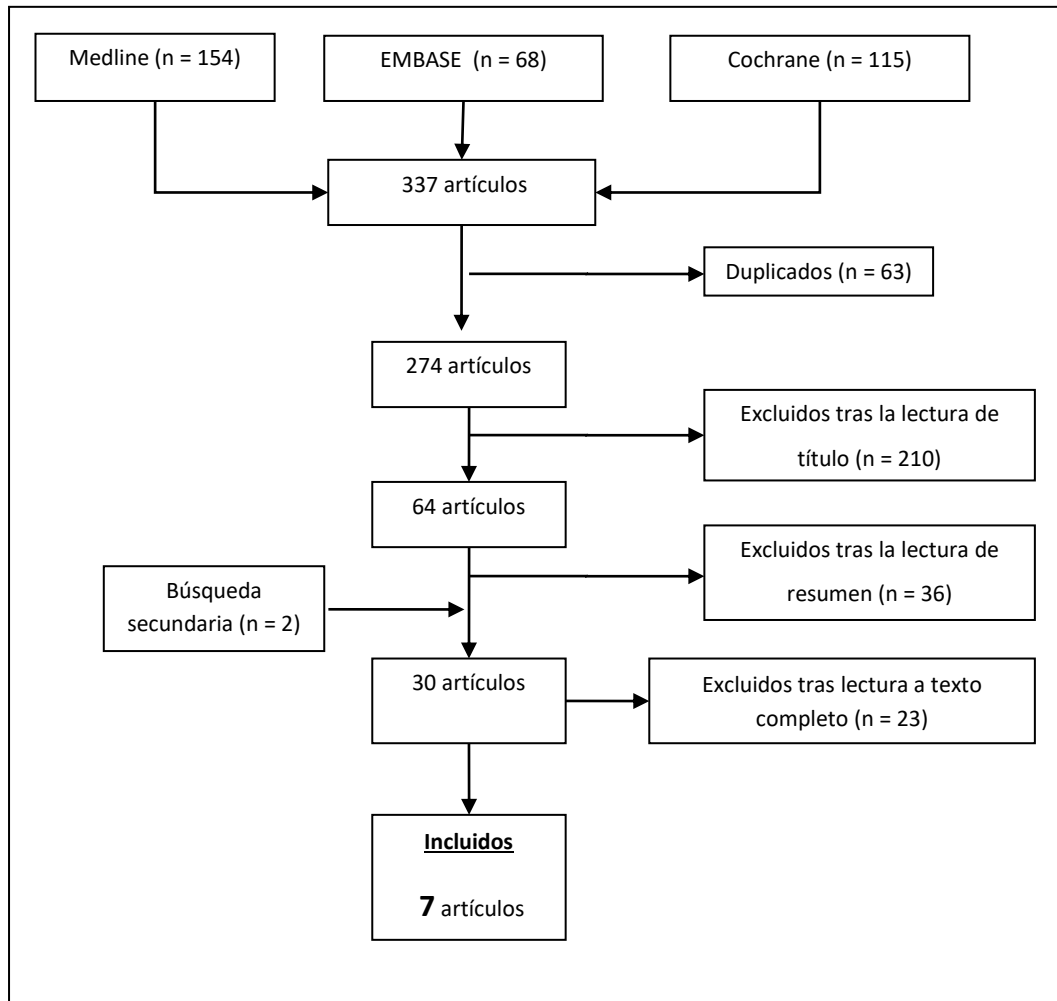 Medline (n = 154)
EMBASE (n = 68)
Cochrane (n = 115)
337 artículos
Duplicados (n = 63)
274 artículos
Excluidos tras la lectura de
título (n = 210)
64 artículos
Excluidos tras la lectura de
resumen (n = 36)
Búsqueda
secundaria (n = 2)
30 artículos
Excluidos tras lectura a texto
completo (n = 23)
Incluidos
7 artículos